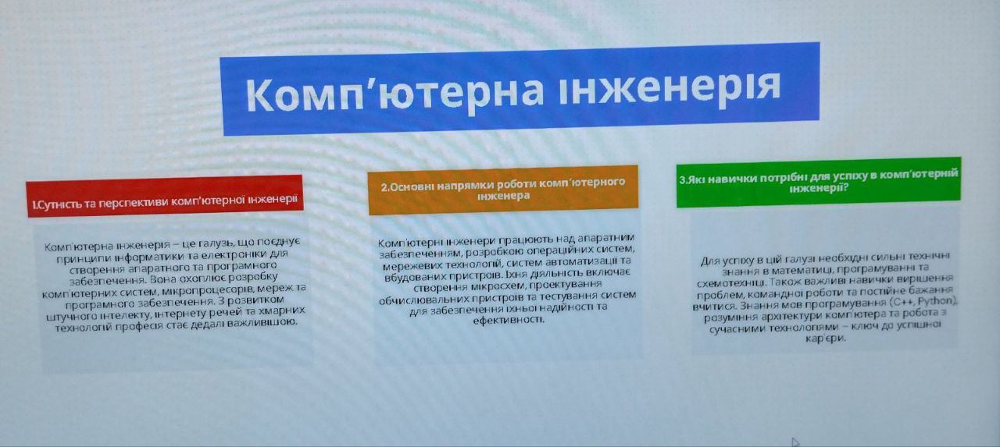 Комп’ютерна інженерія
1.Сутність та перспективи комп'ютерної інженерії
Комп'ютерна інженерія – це галузь, що поєднує
принципи інформатики та електроніки для
створення апаратного та програмного
забезпечення. Вона охоплює розробку
комп'ютерних систем, мікропроцесорів, мереж та
програмного забезпечення. З розвитком
штучного інтелекту, інтернету речей та хмарних
технологій професія стає дедалі важливішою.
2.Основні напрямки роботи комп'ютерного
інженера
Комп'ютерні інженери працюють над апаратним
забезпеченням, розробкою операційних систем,
мережевих технологій, систем автоматизації та
вбудованих пристроїв. Їхня діяльність включає
створення мікросхем, проектування
обчислювальних пристроїв та тестування систем
для забезпечення їхньої надійності та
ефективності.
3.Які навички потрібні для успіху в комп'ютерній
інженерії?
Для успіху в цій галузі необхідні сильні технічні
знання в математиці, програмуванні та
схемотехніці. Також важливі навички вирішення
проблем, командної роботи та постійне бажання
вчитися. Знання мов програмування (C++, Python),
розуміння архітектури комп'ютера та робота з
сучасними технологіями – ключ до успішної
кар'єри.